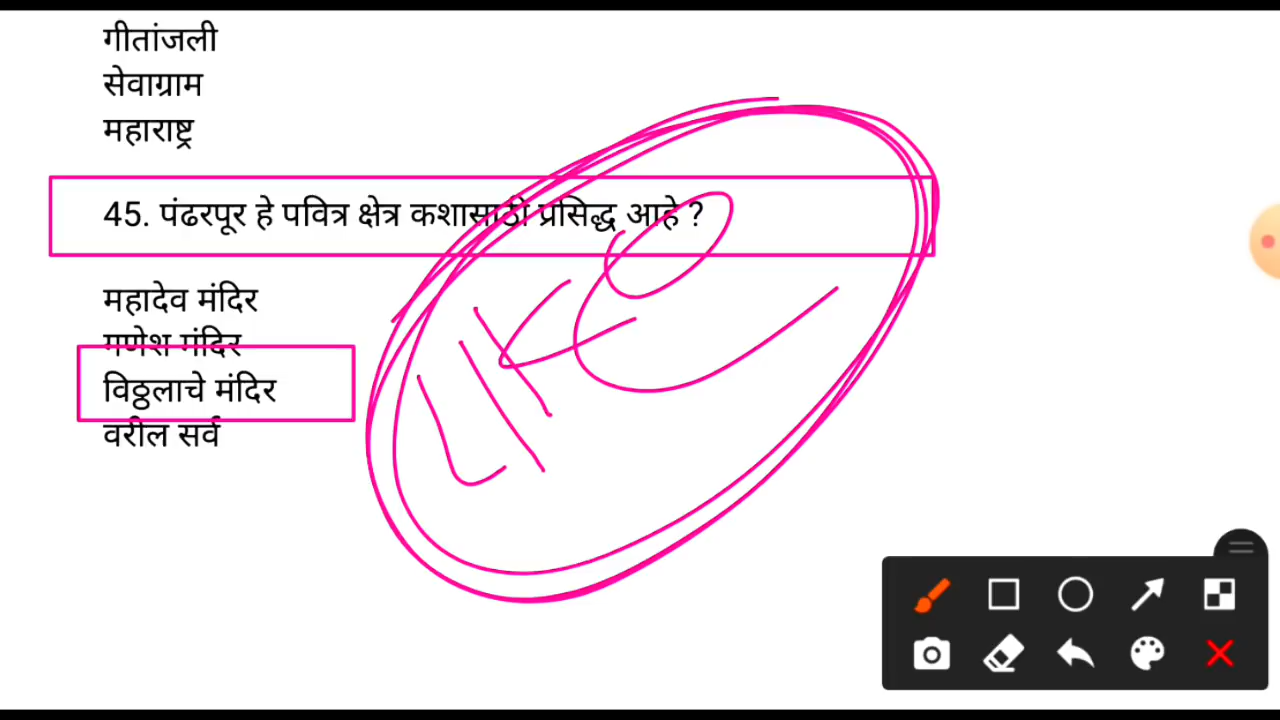 गीतांजली
सेवाग्राम
महाराष्ट्र
45. पंढरपूर हे पवित्र क्षेत्र कशासाठी प्रसिद्ध आहे ?
महादेव मंदिर
गणेश मंदिर
विठ्ठलाचे मंदिर
वरील सर्व
LIKe